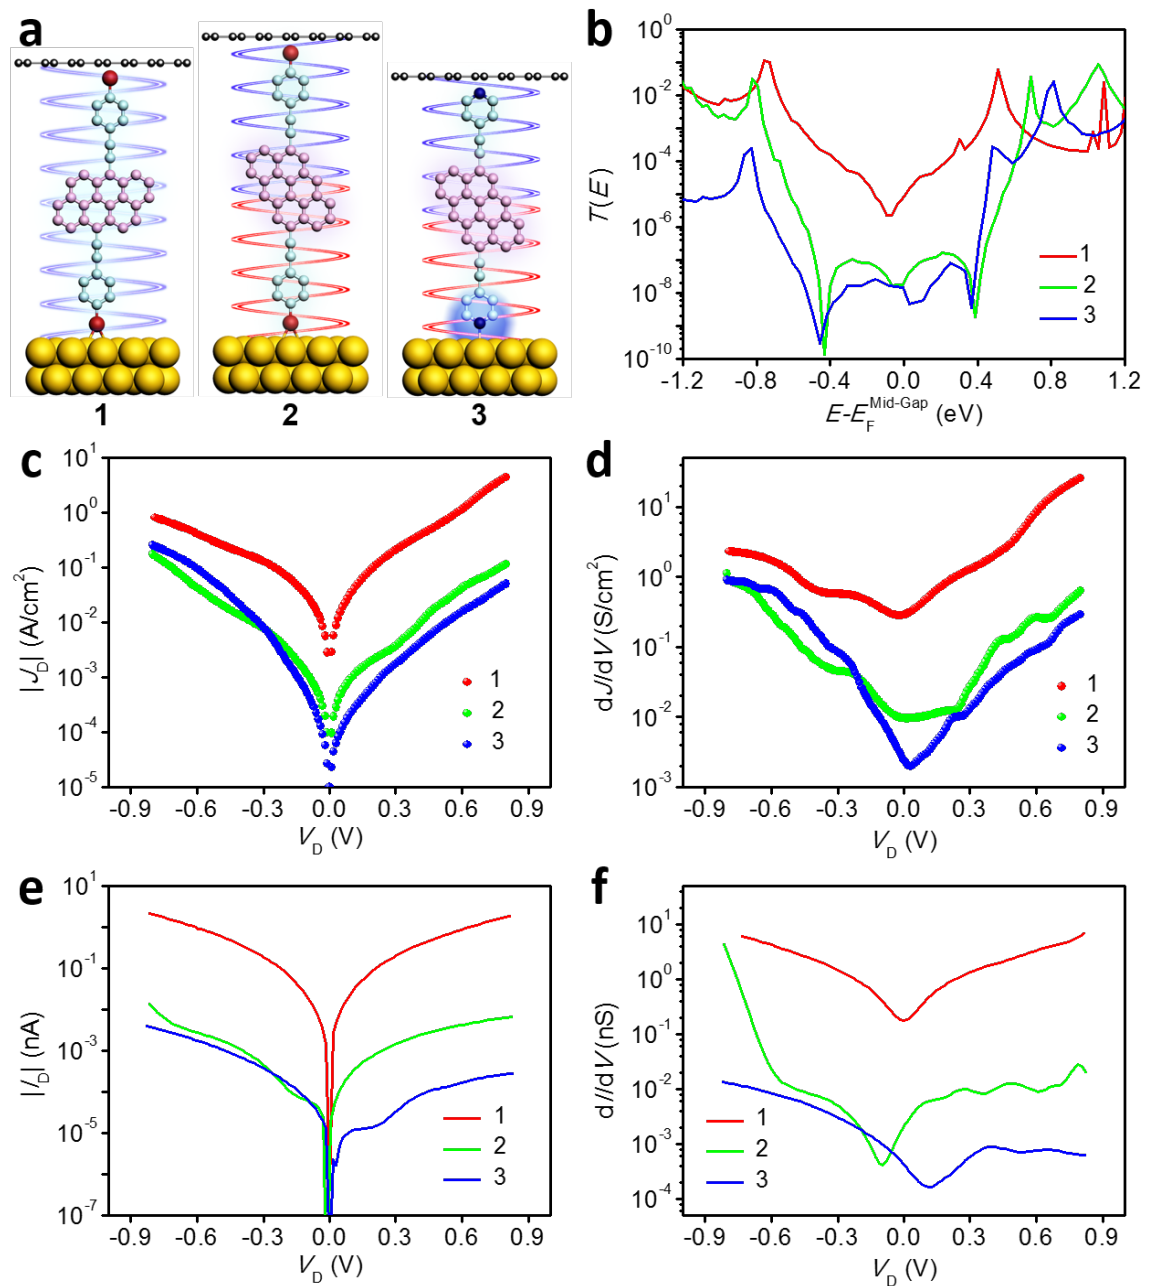 a
1
2
3
b
T(E)
10^0
10^-2
10^-4
10^-6
10^-8
10^-10
1
2
3
-1.2 -0.8 -0.4 0.0 0.4 0.8 1.2
E-E_F^Mid-Gap (eV)
c
|J_D| (A/cm^2)
10^1
10^0
10^-1
10^-2
10^-3
10^-4
10^-5
1
2
3
-0.9 -0.6 -0.3 0.0 0.3 0.6 0.9
V_D (V)
d
dJ/dV (S/cm^2)
10^1
10^0
10^-1
10^-2
10^-3
1
2
3
-0.9 -0.6 -0.3 0.0 0.3 0.6 0.9
V_D (V)
e
|I_D| (nA)
10^1
10^-1
10^-3
10^-5
10^-7
1
2
3
-0.9 -0.6 -0.3 0.0 0.3 0.6 0.9
V_D (V)
f
dI/dV (nS)
10^1
10^0
10^-1
10^-2
10^-3
10^-4
1
2
3
-0.9 -0.6 -0.3 0.0 0.3 0.6 0.9
V_D (V)